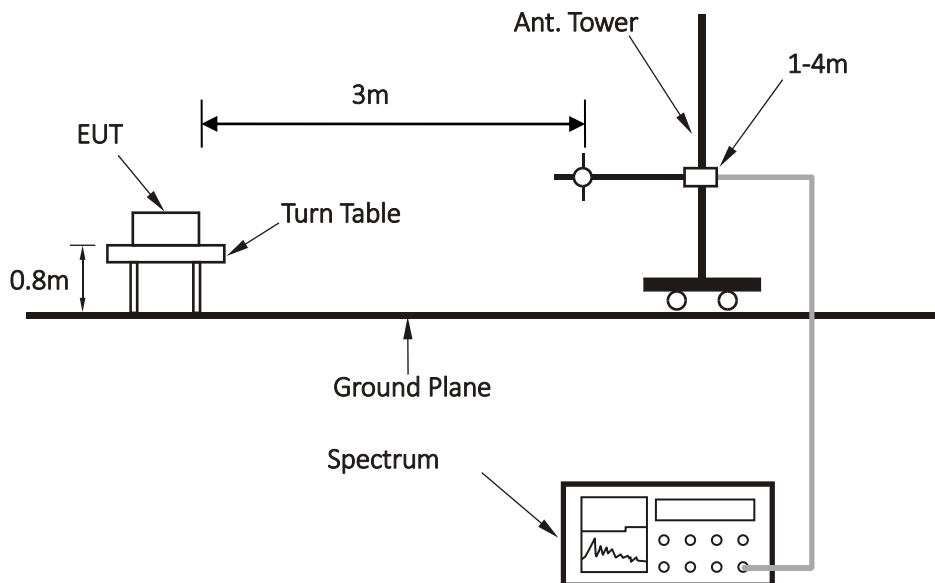 Ant. Tower
1-4m
3m
EUT
Turn Table
0.8m
Ground Plane
Spectrum